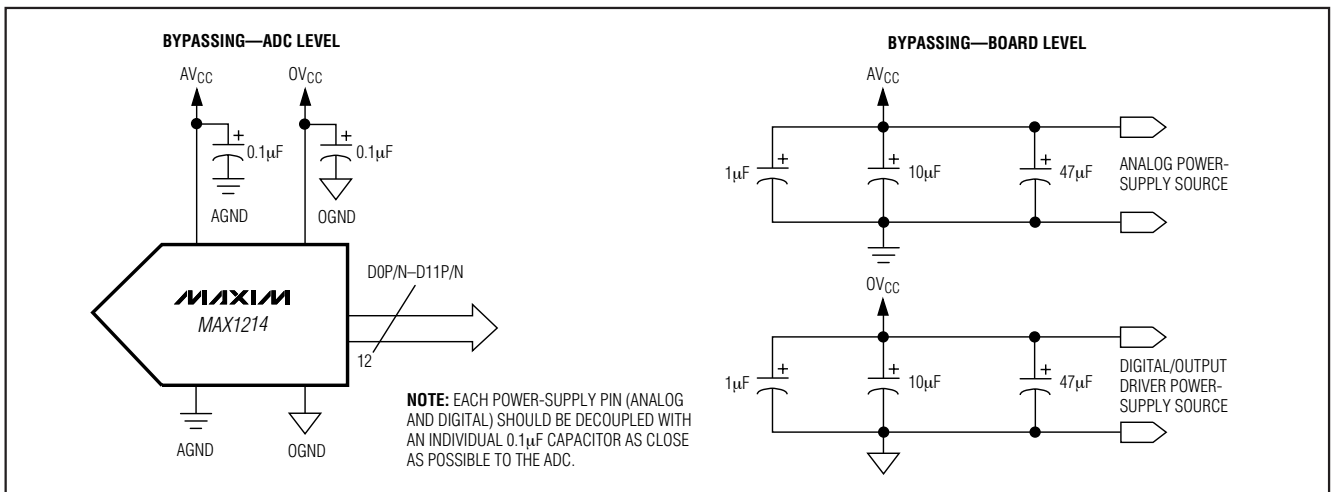 BYPASSING—ADC LEVEL
AVCC
OVCC
+
0.1µF
+
0.1µF
AGND
OGND
D0P/N–D11P/N
MAXIM
MAX1214
12
AGND
OGND
NOTE: EACH POWER-SUPPLY PIN (ANALOG
AND DIGITAL) SHOULD BE DECOUPLED WITH
AN INDIVIDUAL 0.1µF CAPACITOR AS CLOSE
AS POSSIBLE TO THE ADC.
BYPASSING—BOARD LEVEL
AVCC
1µF
+
+
10µF
+
47µF
ANALOG POWER-
SUPPLY SOURCE
OVCC
1µF
+
+
10µF
+
47µF
DIGITAL/OUTPUT
DRIVER POWER-
SUPPLY SOURCE